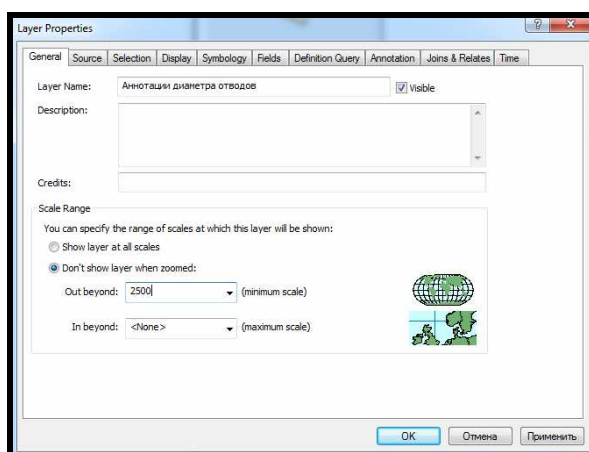 Layer Properties
General Source Selection Display Symbology Fields Definition Query Annotation Joins & Relates Time
Layer Name: Аннотации диаметра отводов Visible
Description:
Credits:
Scale Range
You can specify the range of scales at which this layer will be shown:
Show layer at all scales
Don't show layer when zoomed:
Out beyond: 2500 (minimum scale)
In beyond: <None> (maximum scale)
OK Отмена Применить